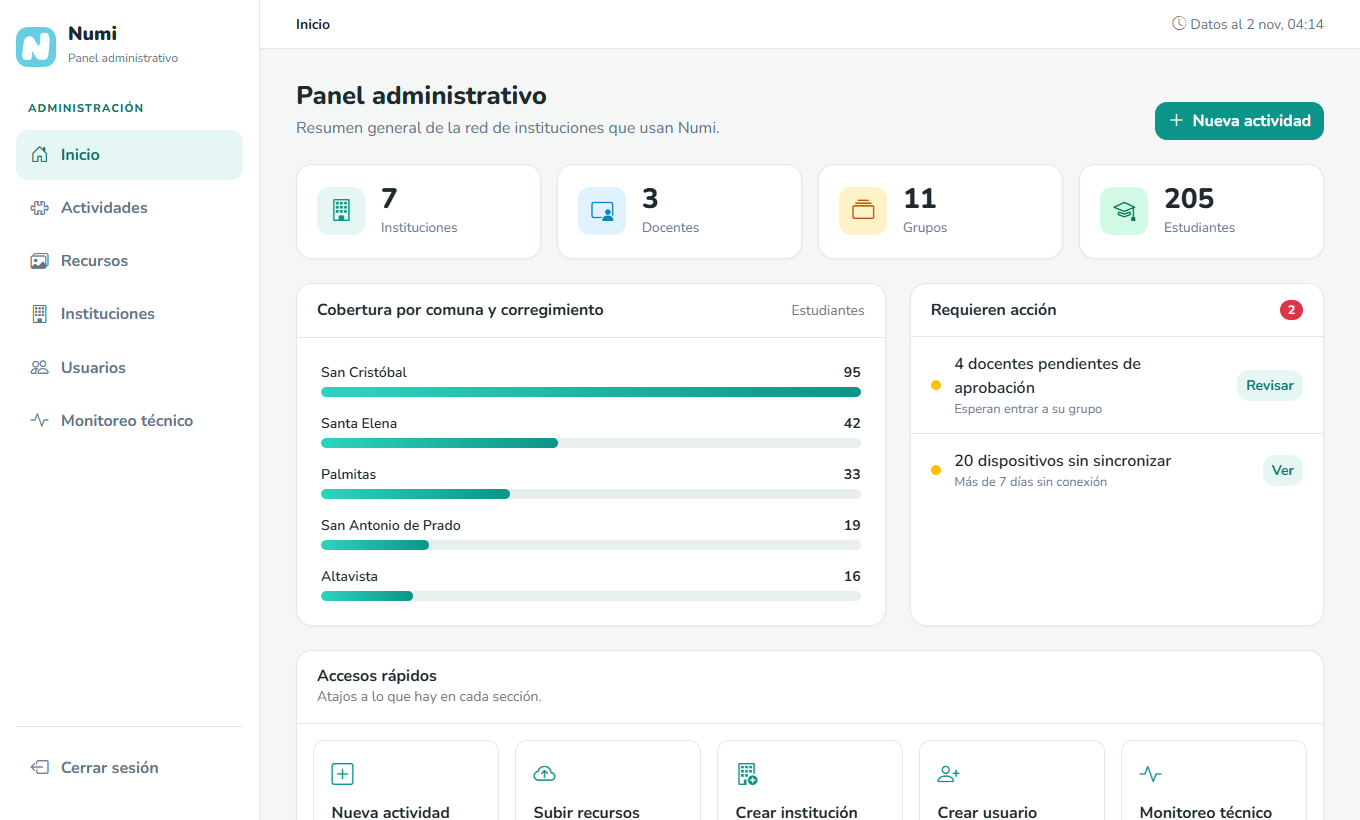 Numi
Panel administrativo
ADMINISTRACIÓN
Inicio
Actividades
Recursos
Instituciones
Usuarios
Monitoreo técnico
Cerrar sesión
Inicio
Datos al 2 nov, 04:14
Panel administrativo
Resumen general de la red de instituciones que usan Numi.
Nueva actividad
7
Instituciones
3
Docentes
11
Grupos
205
Estudiantes
Cobertura por comuna y corregimiento
Estudiantes
San Cristóbal 95
Santa Elena 42
Palmitas 33
San Antonio de Prado 19
Altavista 16
Requieren acción
2
4 docentes pendientes de
aprobación
Esperan entrar a su grupo
Revisar
20 dispositivos sin sincronizar
Más de 7 días sin conexión
Ver
Accesos rápidos
Atajos a lo que hay en cada sección.
Nueva actividad
Subir recursos
Crear institución
Crear usuario
Monitoreo técnico